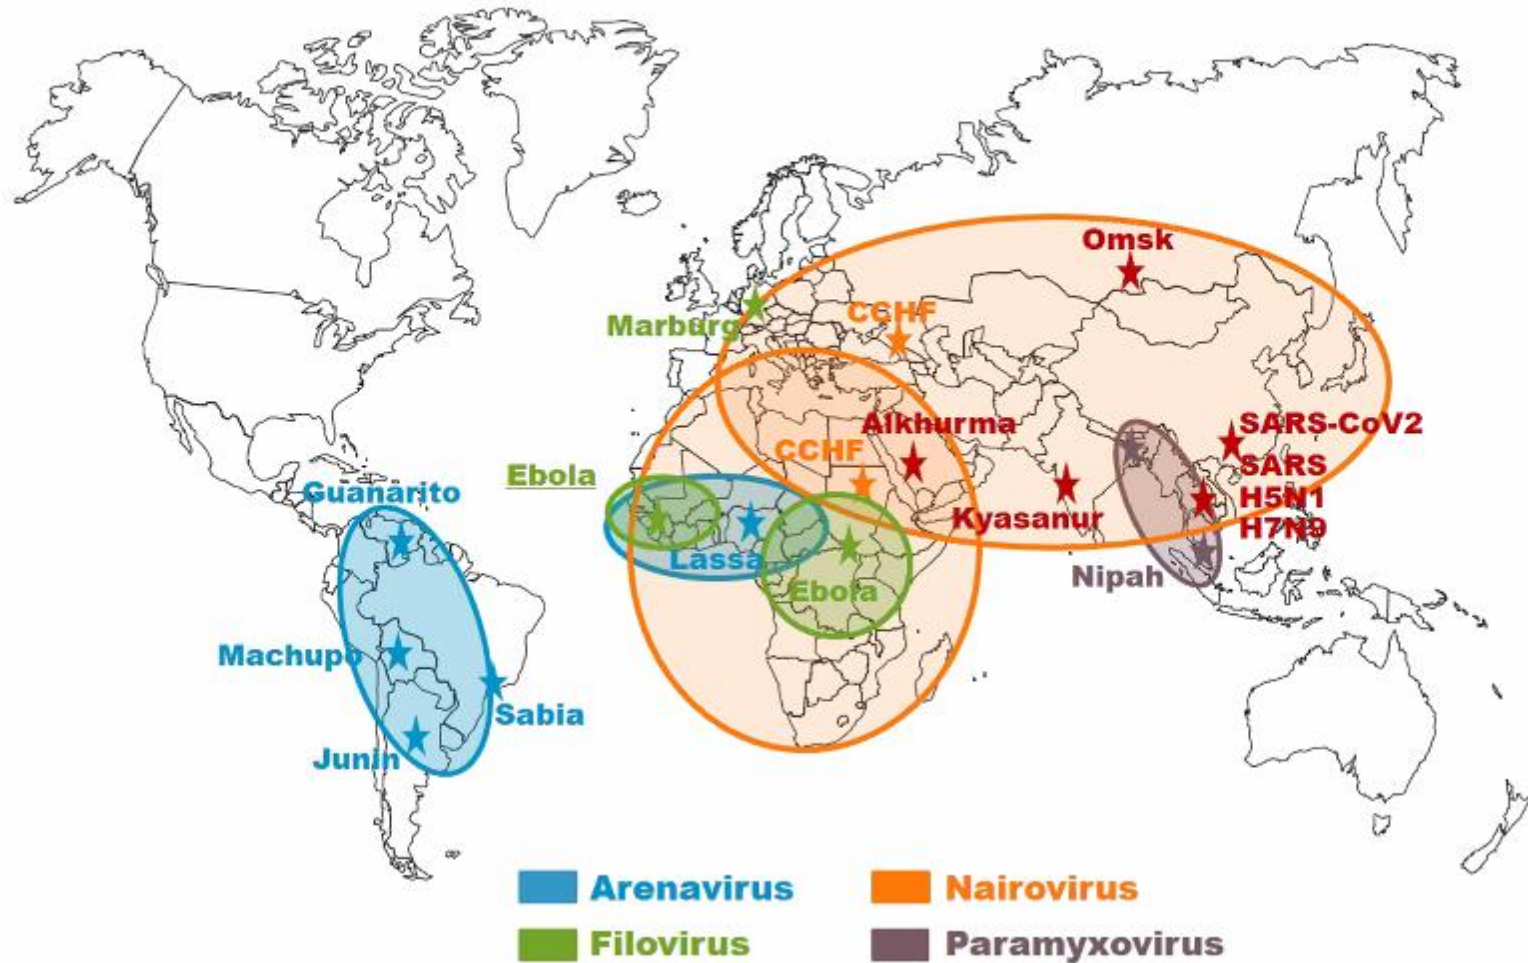 Omsk
CCHF
Marburg
Alkhurma
SARS-CoV2
CCHF
SARS
Ebola
Guanarito
H5N1
Kyasanur
H7N9
Lassa
Nipah
Ebola
Machupo
Sabia
Junin
Arenavirus
Nairovirus
Filovirus
Paramyxovirus